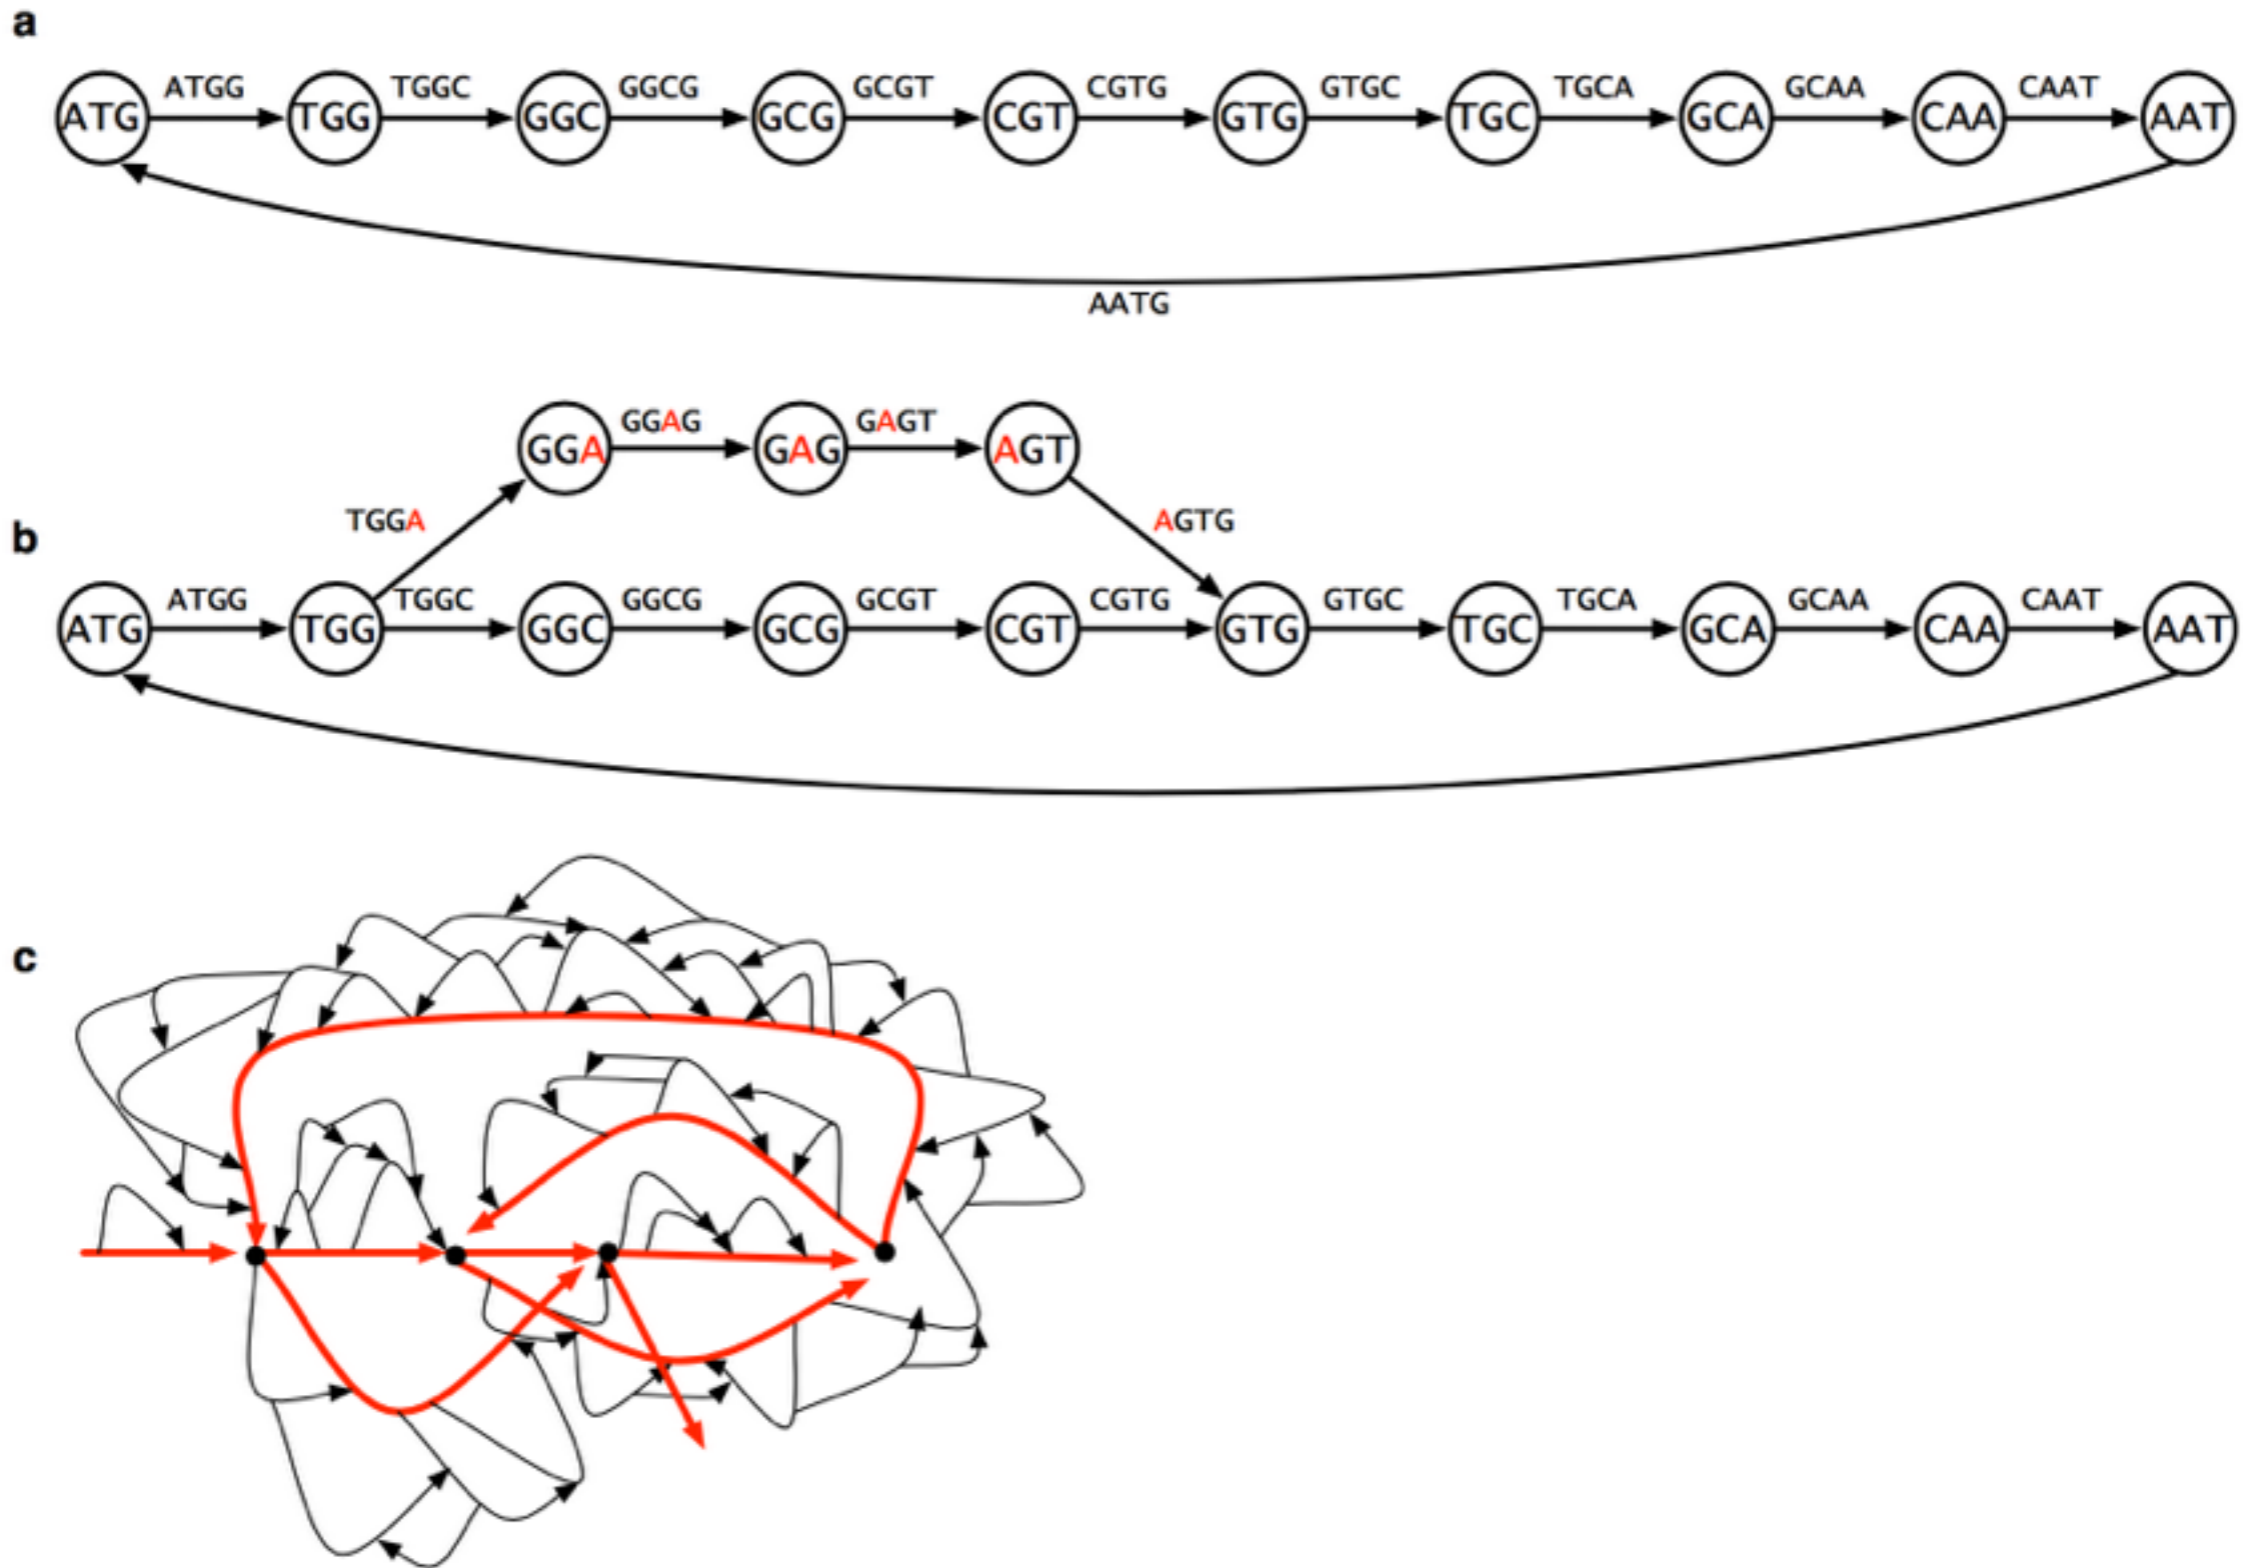 a
ATGG TGGC GGCG GCGT CGTG GTGC TGCA GCAA CAAT
ATG TGG GGC GCG CGT GTG TGC GCA CAA AAT
AATG
GGAG GAGT
GGA GAG AGT
TGGA AGTG
b
ATGG TGGC GGCG GCGT CGTG GTGC TGCA GCAA CAAT
ATG TGG GGC GCG CGT GTG TGC GCA CAA AAT
c